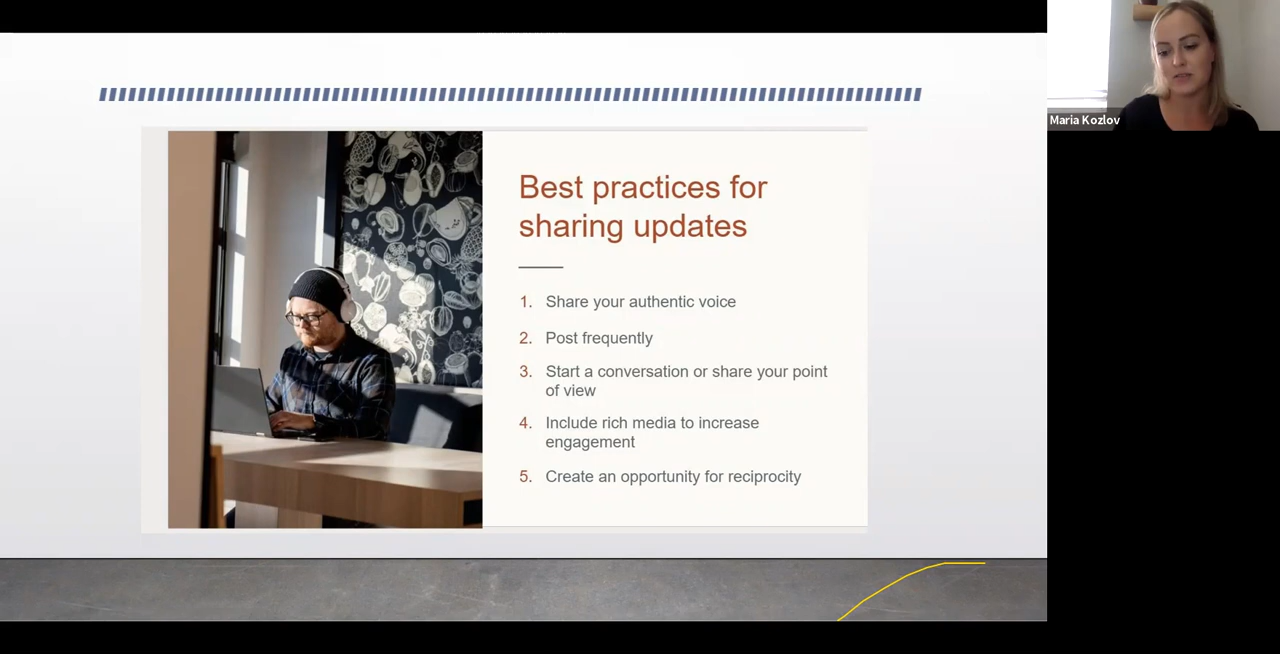 Best practices for
sharing updates
1. Share your authentic voice
2. Post frequently
3. Start a conversation or share your point
of view
4. Include rich media to increase
engagement
5. Create an opportunity for reciprocity
Maria Kozlov